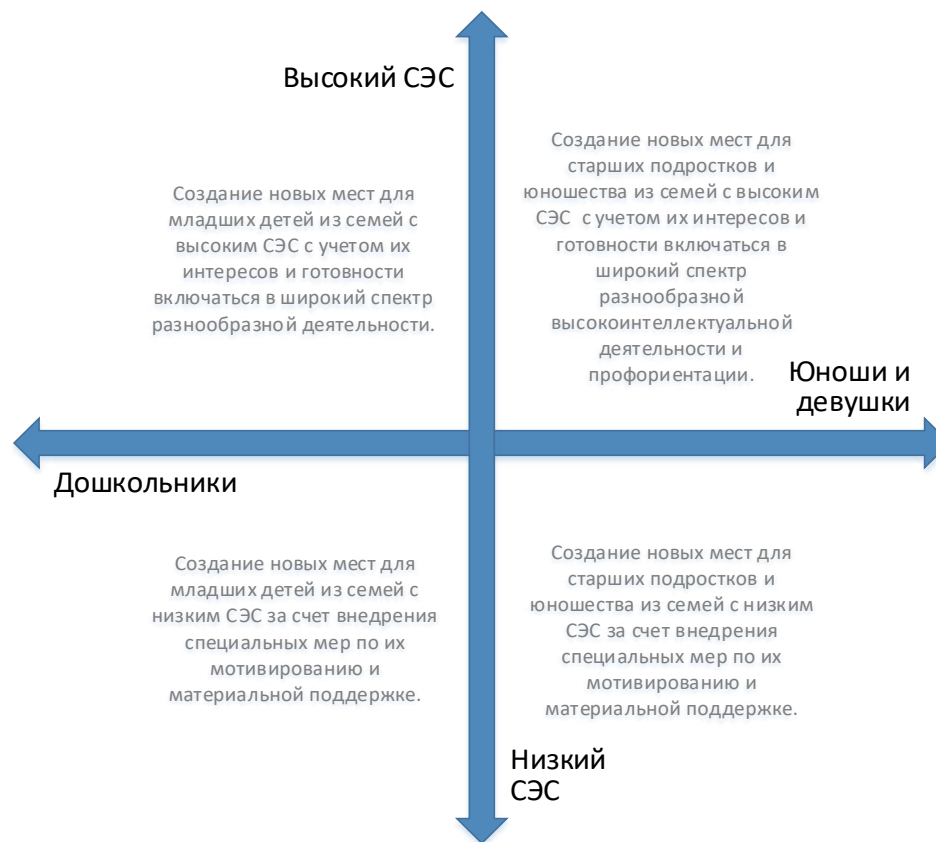 Высокий СЭС
Создание новых мест для
младших детей из семей с
высоким СЭС с учетом их
интересов и готовности
включаться в широкий спектр
разнообразной деятельности.
Создание новых мест для
старших подростков и
юношества из семей с высоким
СЭС с учетом их интересов и
готовности включаться в
широкий спектр
разнообразной
высокоинтеллектуальной
деятельности и
профориентации.
Юноши и
девушки
Дошкольники
Создание новых мест для
младших детей из семей с
низким СЭС за счет внедрения
специальных мер по их
мотивированию и
материальной поддержке.
Создание новых мест для
старших подростков и
юношества из семей с низким
СЭС за счет внедрения
специальных мер по их
мотивированию и
материальной поддержке.
Низкий
СЭС